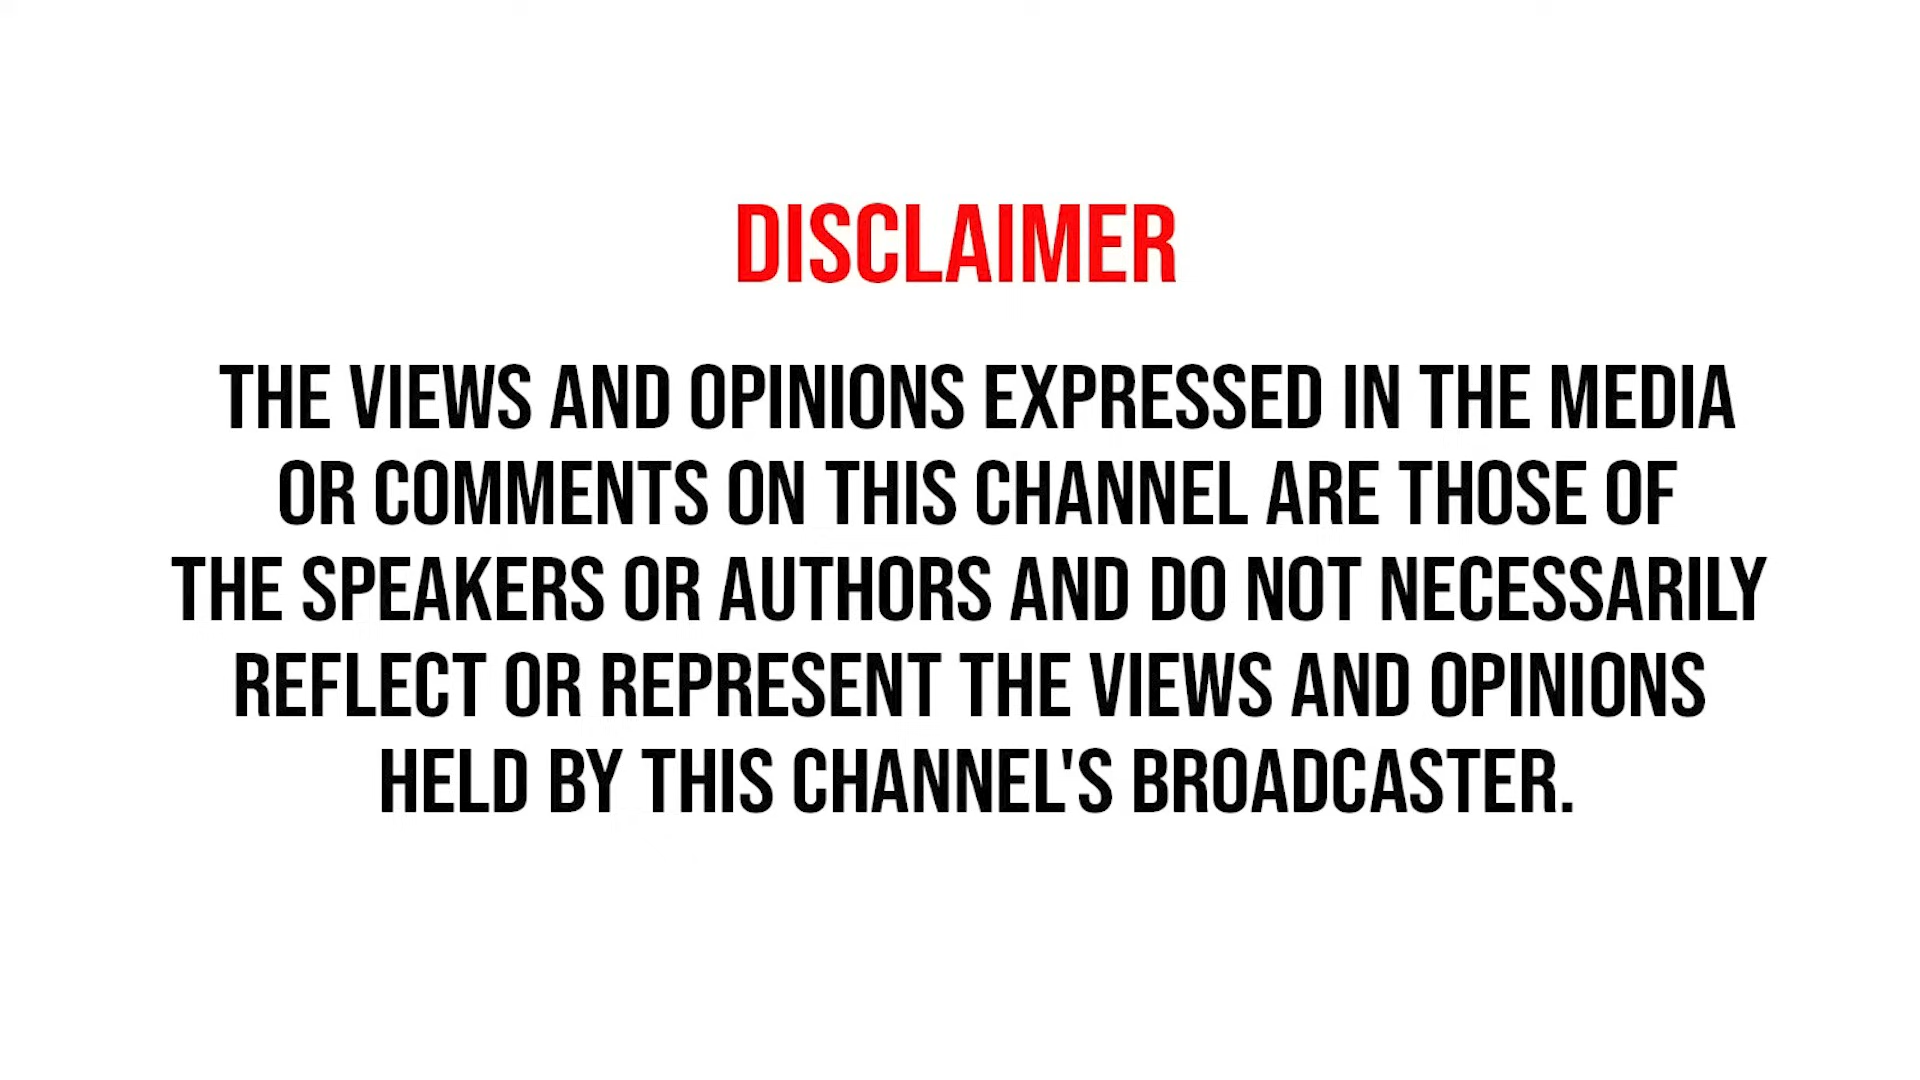 DISCLAIMER
THE VIEWS AND OPINIONS EXPRESSED IN THE MEDIA
OR COMMENTS ON THIS CHANNEL ARE THOSE OF
THE SPEAKERS OR AUTHORS AND DO NOT NECESSARILY
REFLECT OR REPRESENT THE VIEWS AND OPINIONS
HELD BY THIS CHANNEL'S BROADCASTER.